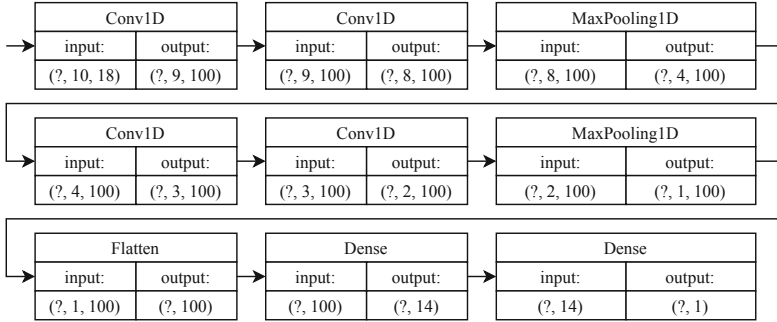 Conv1D Conv1D MaxPooling1D
input: output: input: output: input: output:
(?, 10, 18) (?, 9, 100) (?, 9, 100) (?, 8, 100) (?, 8, 100) (?, 4, 100)
Conv1D Conv1D MaxPooling1D
input: output: input: output: input: output:
(?, 4, 100) (?, 3, 100) (?, 3, 100) (?, 2, 100) (?, 2, 100) (?, 1, 100)
Flatten Dense Dense
input: output: input: output: input: output:
(?, 1, 100) (?, 100) (?, 100) (?, 14) (?, 14) (?, 1)